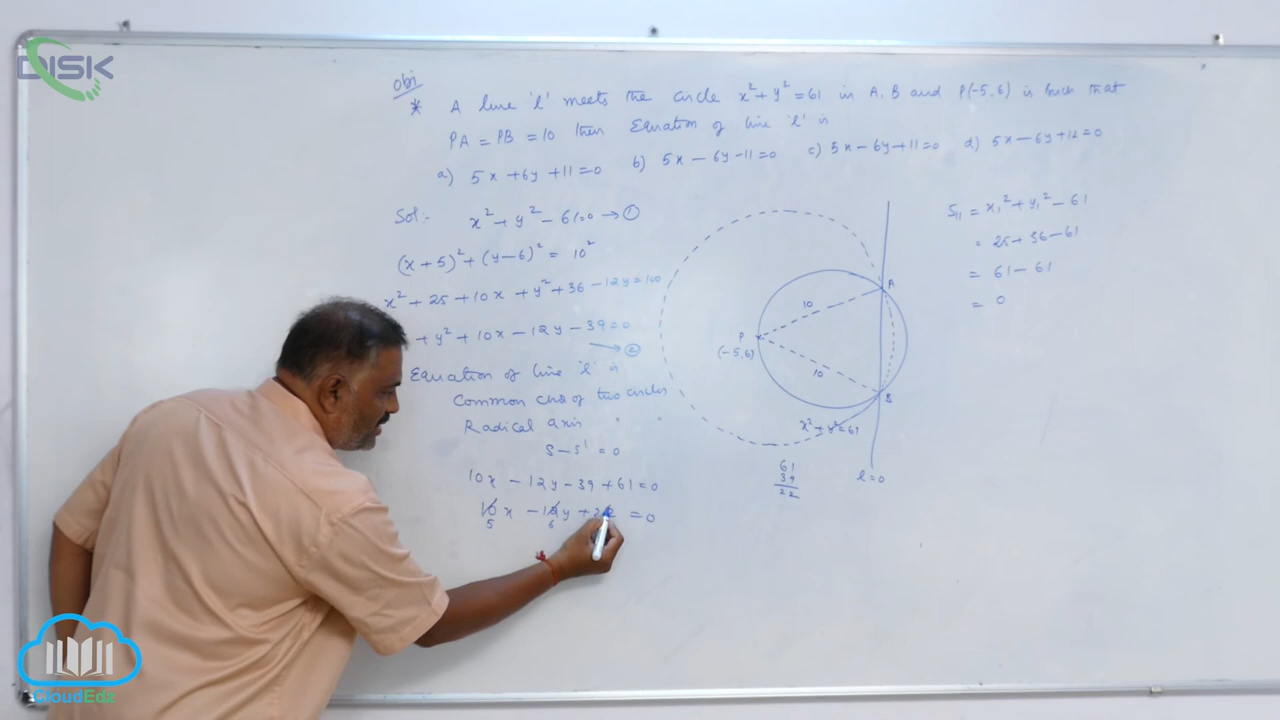 DISK
Obj
* A line 'l' meets the circle x² + y² = 61 in A, B and P(-5, 6) is such that
PA = PB = 10 then Equation of line 'l' is
a) 5x + 6y + 11 = 0 b) 5x - 6y - 11 = 0 c) 5x - 6y + 11 = 0 d) 5x - 6y + 12 = 0
Sol:- x² + y² - 61 = 0 → ①
(x + 5)² + (y - 6)² = 10²
x² + 25 + 10x + y² + 36 - 12y = 100
+ y² + 10x - 12y - 39 = 0
→ ②
Equation of line 'l' is
Common of two circles
Radical axis " "
S - S' = 0
10x - 12y - 39 + 61 = 0
10x - 12y + 22 = 0
5 6
S₁₁ = x₁² + y₁² - 61
= 25 + 36 - 61
= 61 - 61
= 0
A
10
P
(-5, 6)
10
B
x² + y² = 61
l = 0
61
39
22
CloudEdz